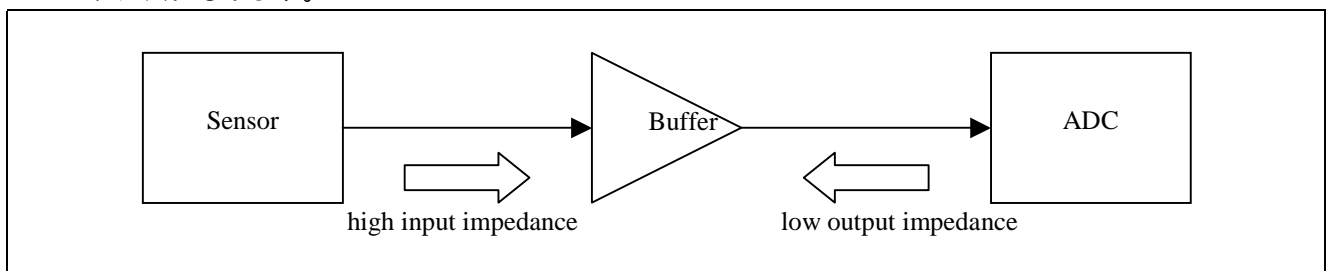 Sensor
Buffer
ADC
high input impedance
low output impedance